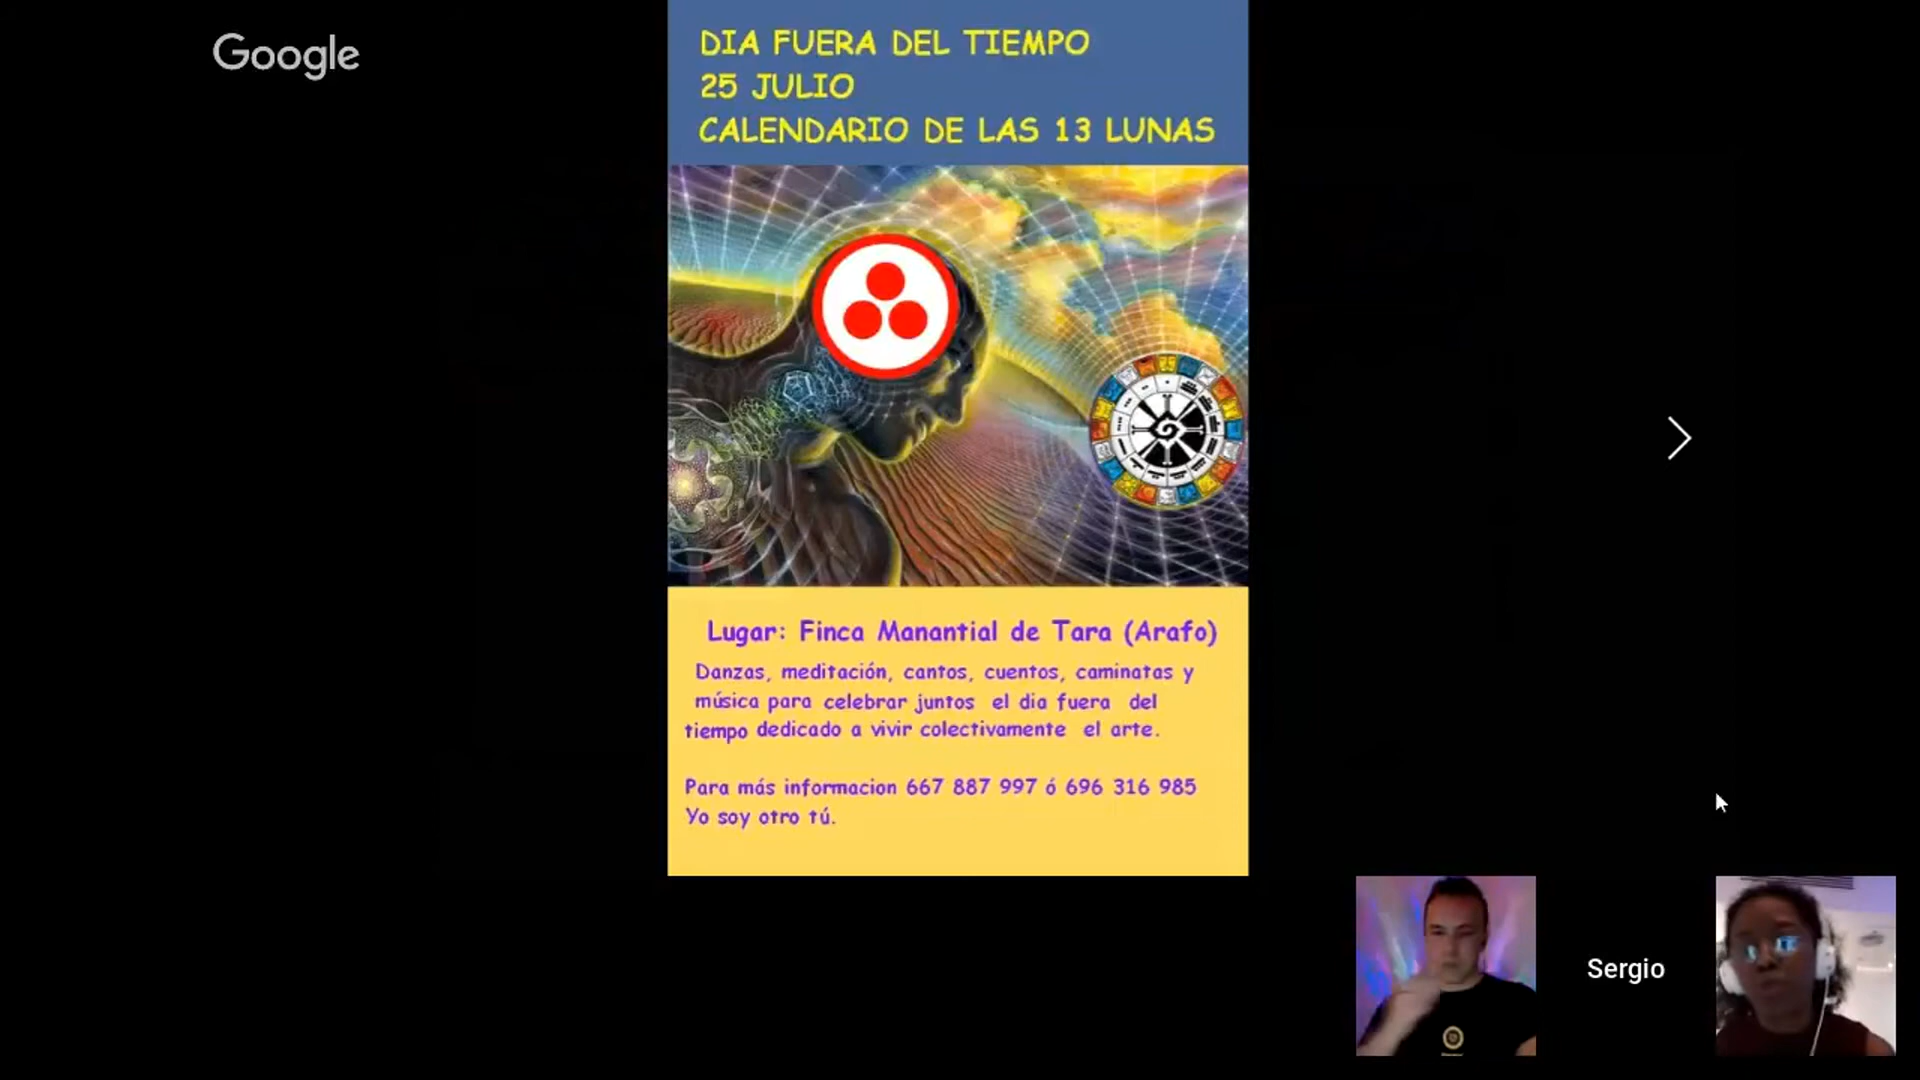 Google
DIA FUERA DEL TIEMPO
25 JULIO
CALENDARIO DE LAS 13 LUNAS
Lugar: Finca Manantial de Tara (Arafo)
Danzas, meditación, cantos, cuentos, caminatas y
música para celebrar juntos el dia fuera del
tiempo dedicado a vivir colectivamente el arte.
Para más informacion 667 887 997 ó 696 316 985
Yo soy otro tú.
Sergio